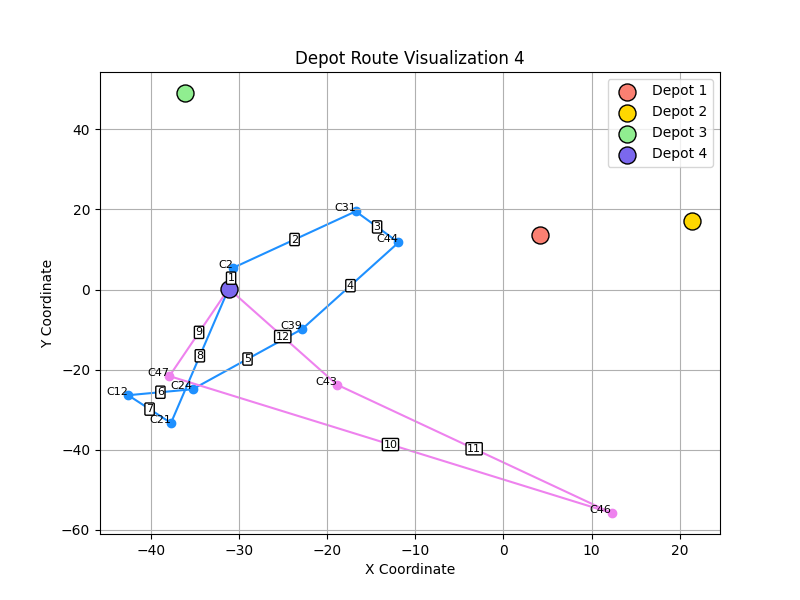 Depot Route Visualization 4
Depot 1
Depot 2
Depot 3
Depot 4
Y Coordinate
40
20
0
−20
−40
−60
C31
3
C44
2
C2
1
4
C39
12
9
8
5
C47
C12
6
C24
C43
7
C21
10
11
C46
−40
−30
−20
−10
0
10
20
X Coordinate